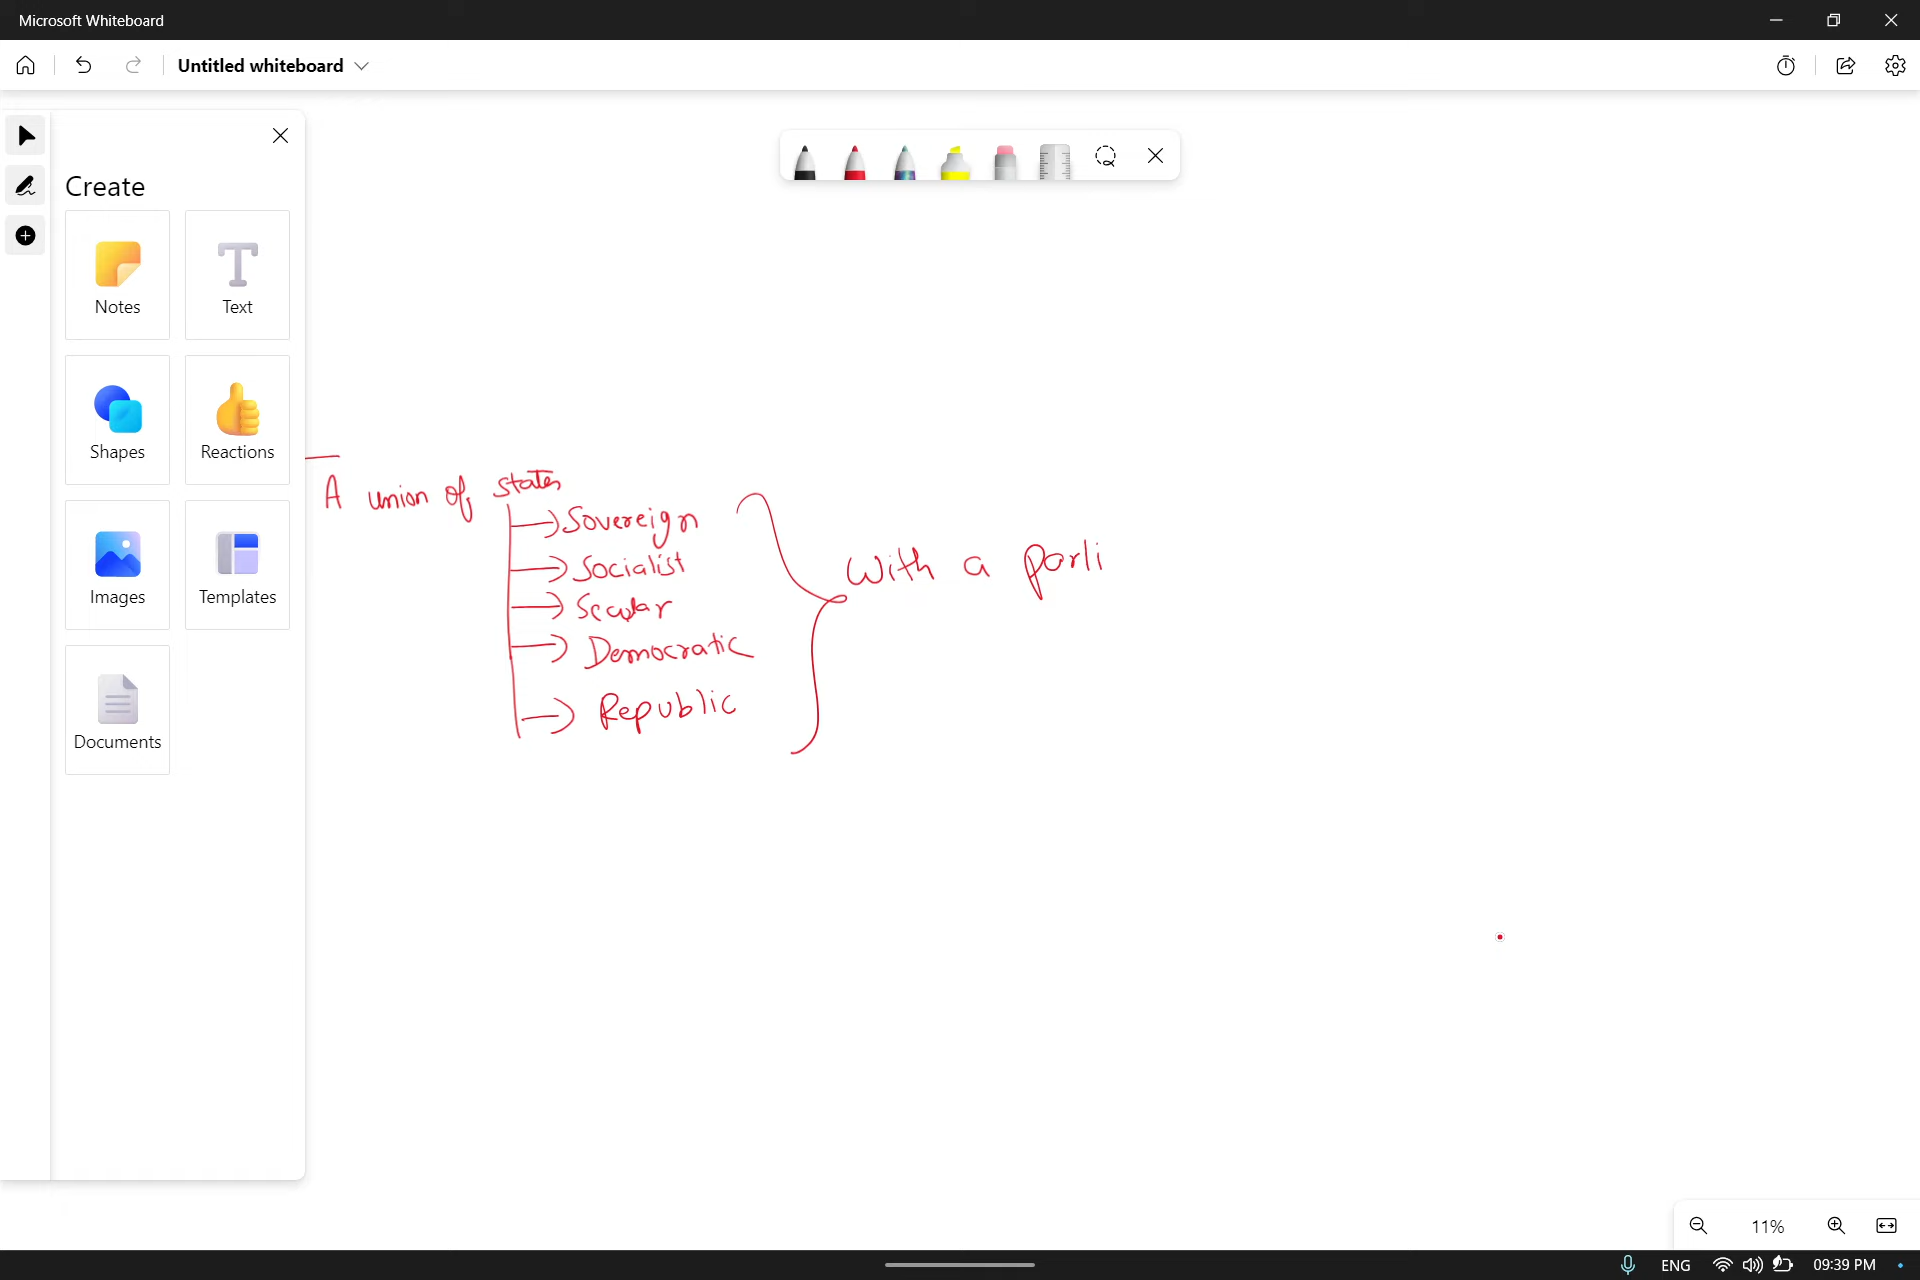 Microsoft Whiteboard
Untitled whiteboard
Create
Notes
Text
Shapes
Reactions
Images
Templates
Documents
A union of states
Sovereign
Socialist
Secular
Democratic
Republic
With a parli
11%
ENG
09:39 PM